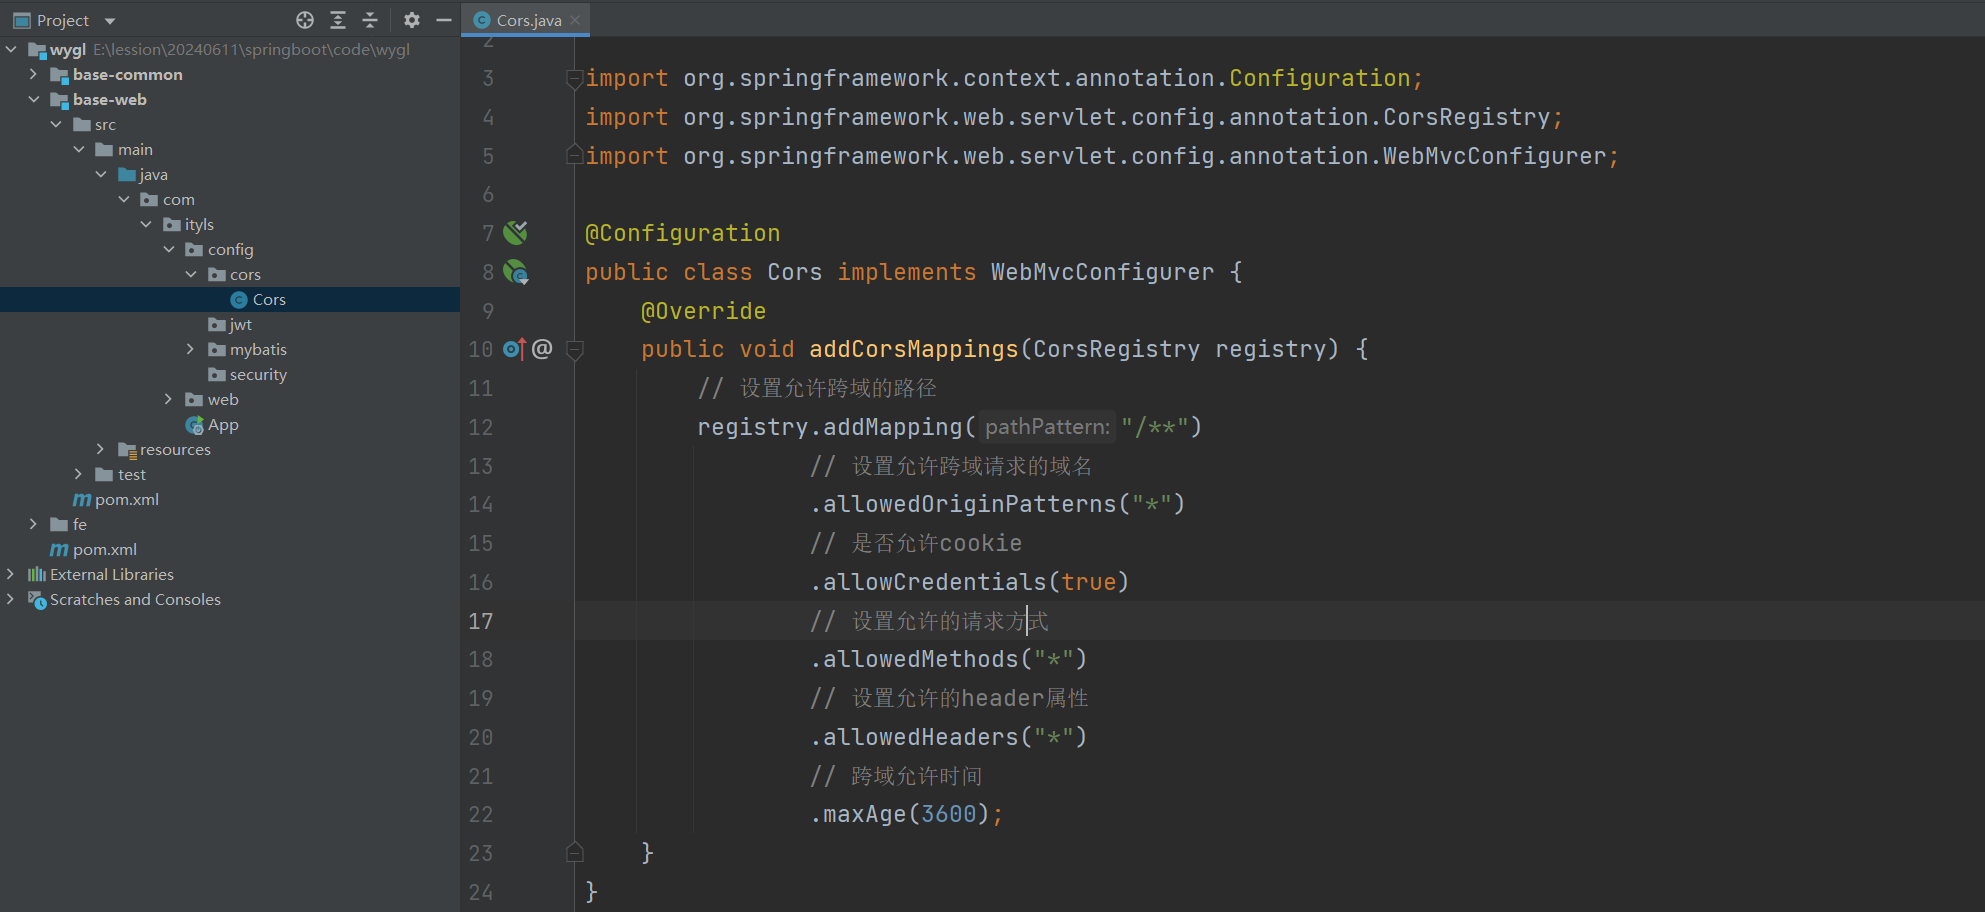 Project
wygl E:\lession\20240611\springboot\code\wygl
base-common
base-web
src
main
java
com
ityls
config
cors
Cors
jwt
mybatis
security
web
App
resources
test
pom.xml
fe
pom.xml
External Libraries
Scratches and Consoles
Cors.java
2
3 import org.springframework.context.annotation.Configuration;
4 import org.springframework.web.servlet.config.annotation.CorsRegistry;
5 import org.springframework.web.servlet.config.annotation.WebMvcConfigurer;
6
7 @Configuration
8 public class Cors implements WebMvcConfigurer {
9 @Override
10 @ public void addCorsMappings(CorsRegistry registry) {
11 // 设置允许跨域的路径
12 registry.addMapping( pathPattern: "/**")
13 // 设置允许跨域请求的域名
14 .allowedOriginPatterns("*")
15 // 是否允许cookie
16 .allowCredentials(true)
17 // 设置允许的请求方式
18 .allowedMethods("*")
19 // 设置允许的header属性
20 .allowedHeaders("*")
21 // 跨域允许时间
22 .maxAge(3600);
23 }
24 }